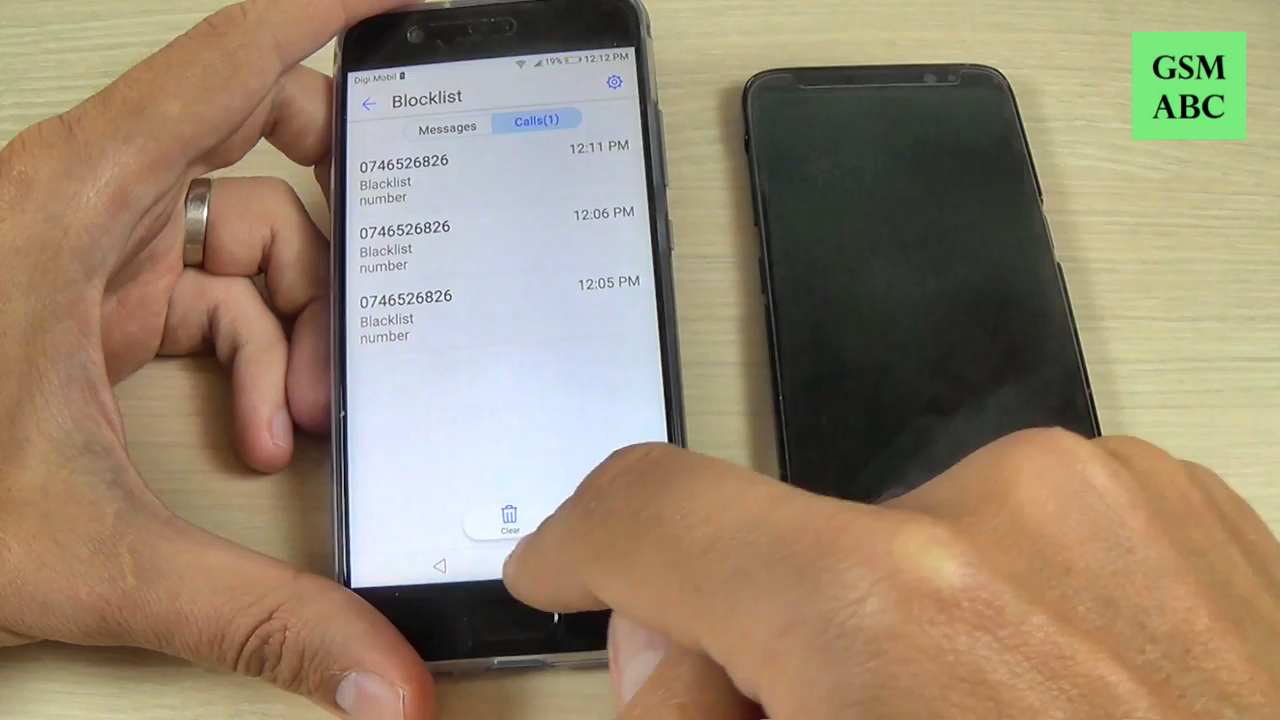 GSM
ABC
Digi.Mobil
19%
12:12 PM
Blocklist
Messages
Calls(1)
0746526826
12:11 PM
Blacklist
number
0746526826
12:06 PM
Blacklist
number
0746526826
12:05 PM
Blacklist
number
Clear